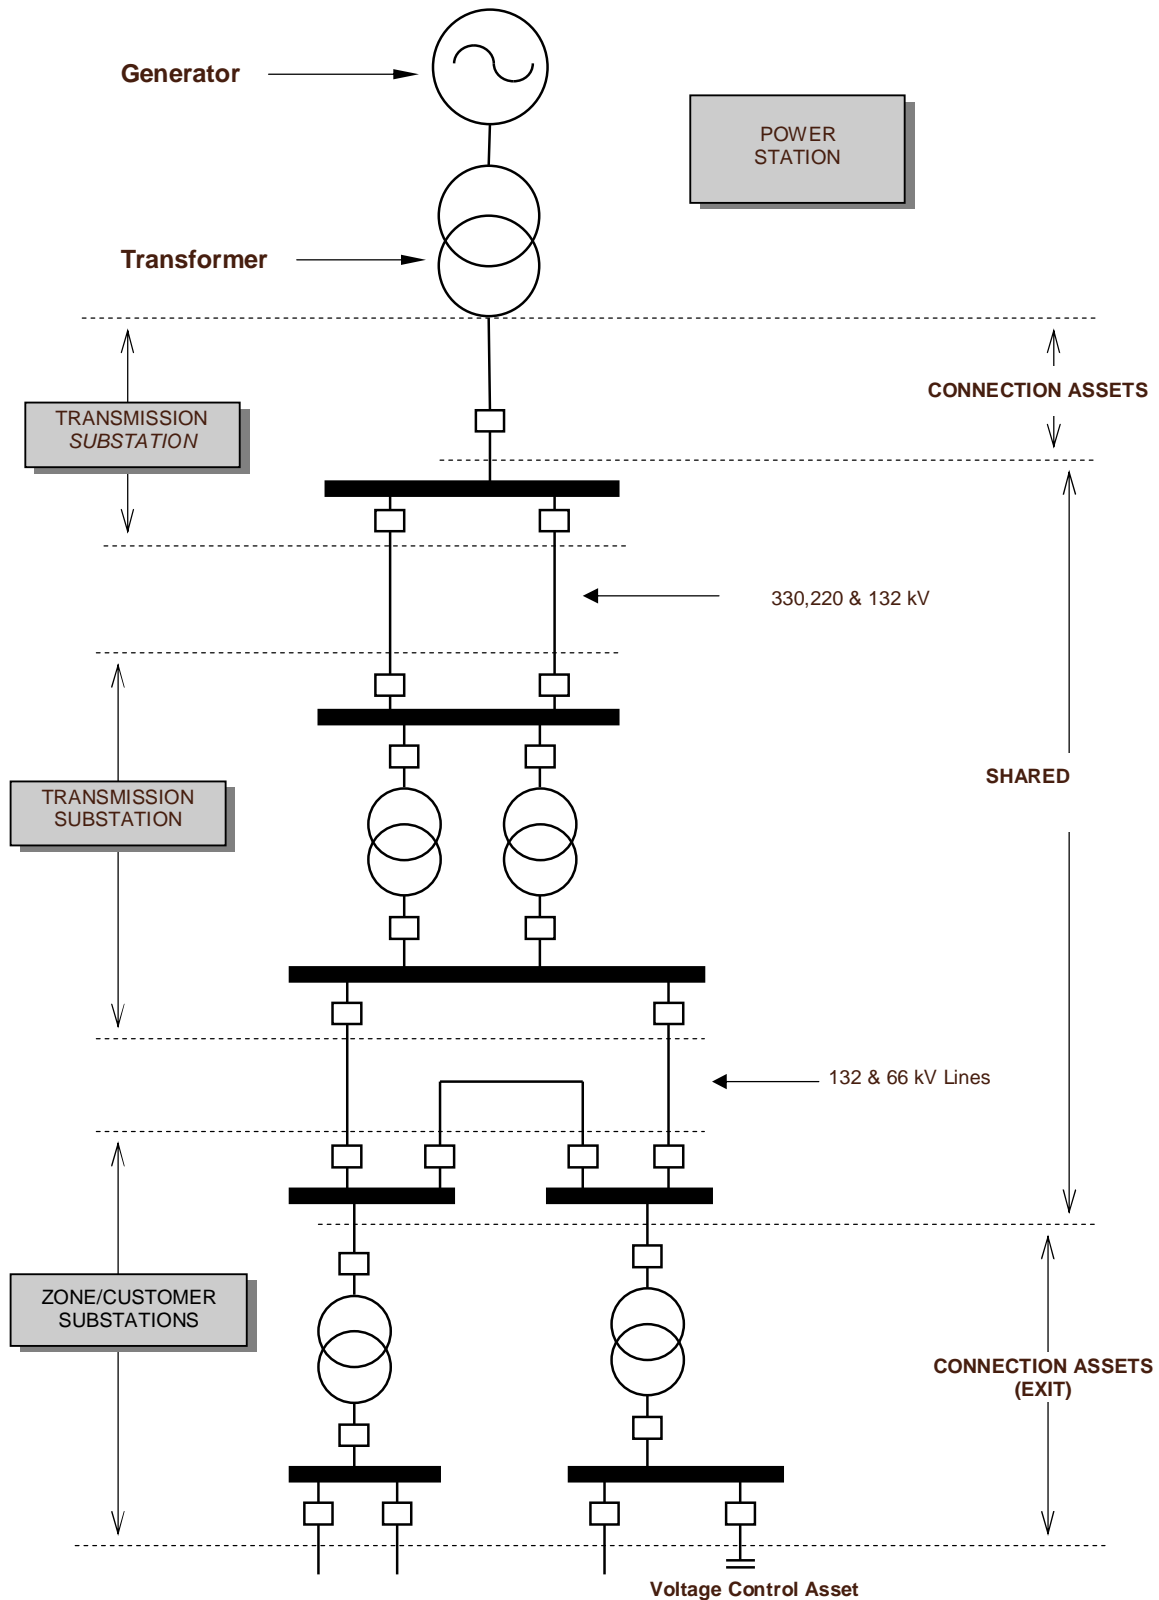 Generator
POWER
STATION
Transformer
CONNECTION ASSETS
TRANSMISSION
SUBSTATION
330,220 & 132 kV
SHARED
TRANSMISSION
SUBSTATION
132 & 66 kV Lines
ZONE/CUSTOMER
SUBSTATIONS
CONNECTION ASSETS
(EXIT)
Voltage Control Asset